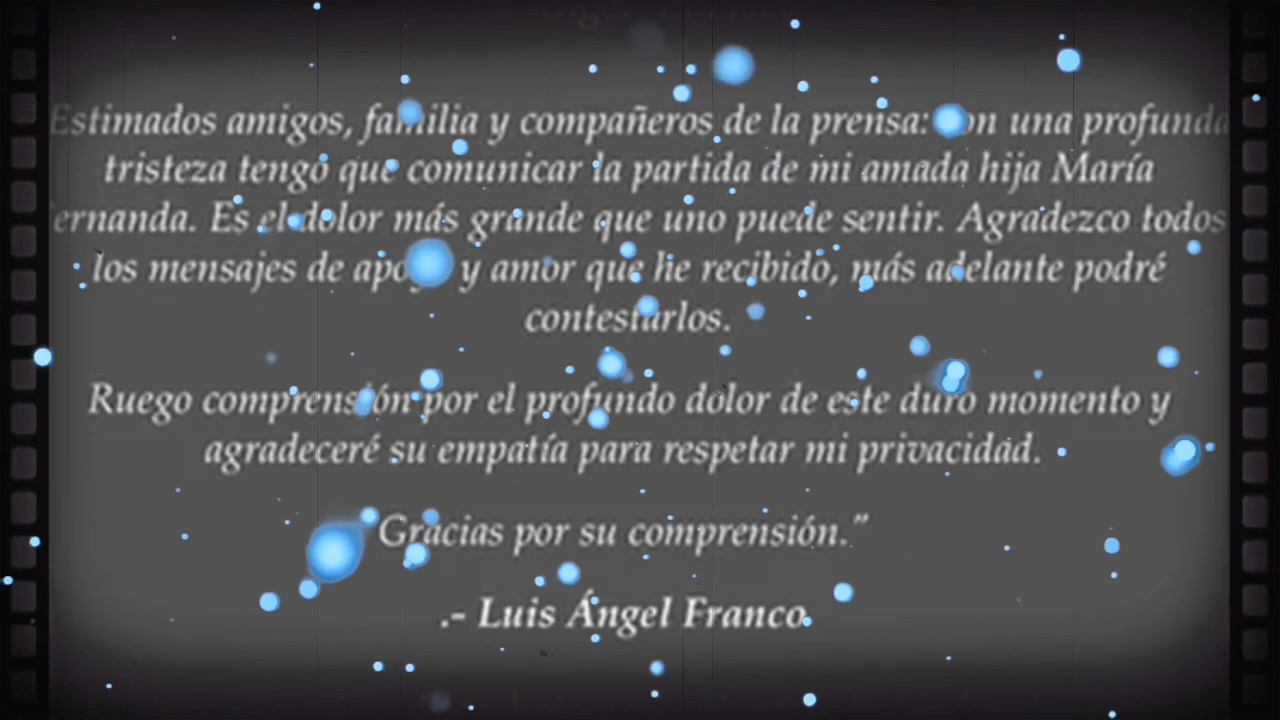 Estimados amigos, familia y compañeros de la prensa: Con una profunda
tristeza tengo que comunicar la partida de mi amada hija María
Fernanda. Es el dolor más grande que uno puede sentir. Agradezco todos
los mensajes de apoyo y amor que he recibido, más adelante podré
contestarlos.
Ruego comprensión por el profundo dolor de este duro momento y
agradeceré su empatía para respetar mi privacidad.
Gracias por su comprensión.”
.- Luis Ángel Franco